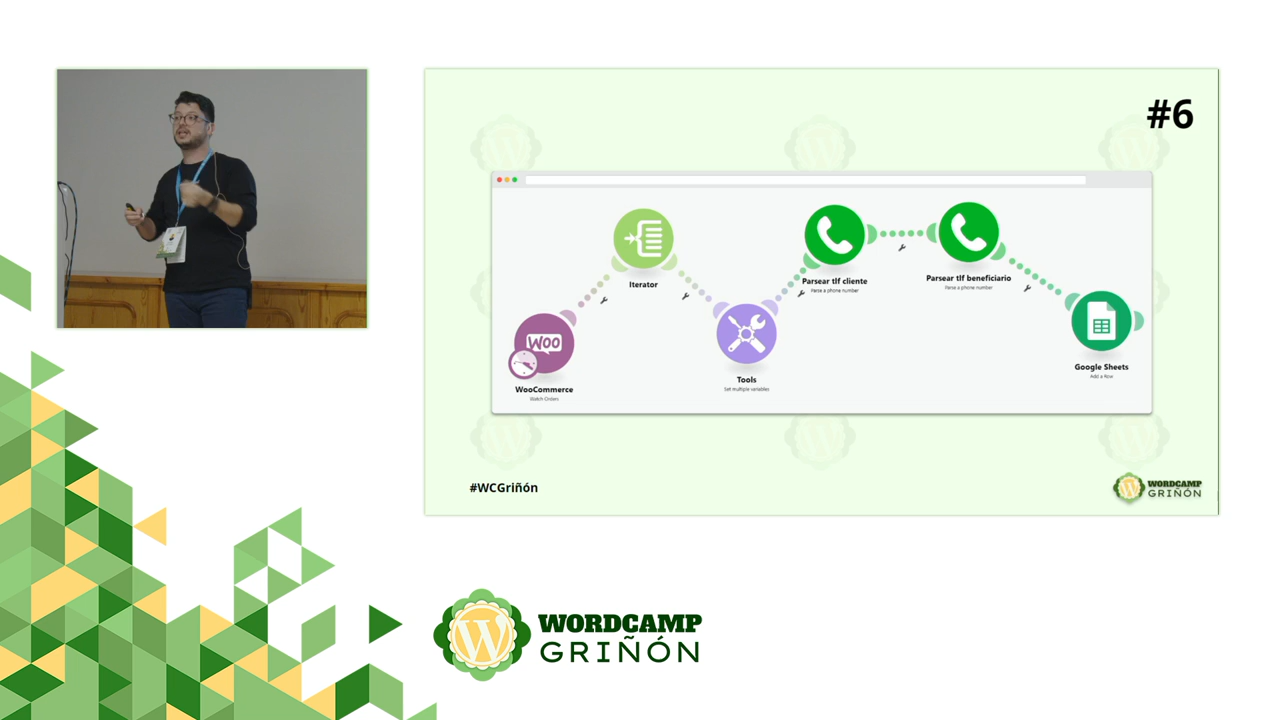 #6
WOO
WooCommerce
Watch Orders
Iterator
Tools
Set multiple variables
Parsear tlf cliente
Parse a phone number
Parsear tlf beneficiario
Parse a phone number
Google Sheets
Add a Row
#WCGriñón
WORDCAMP
GRIÑÓN
WORDCAMP
GRIÑÓN